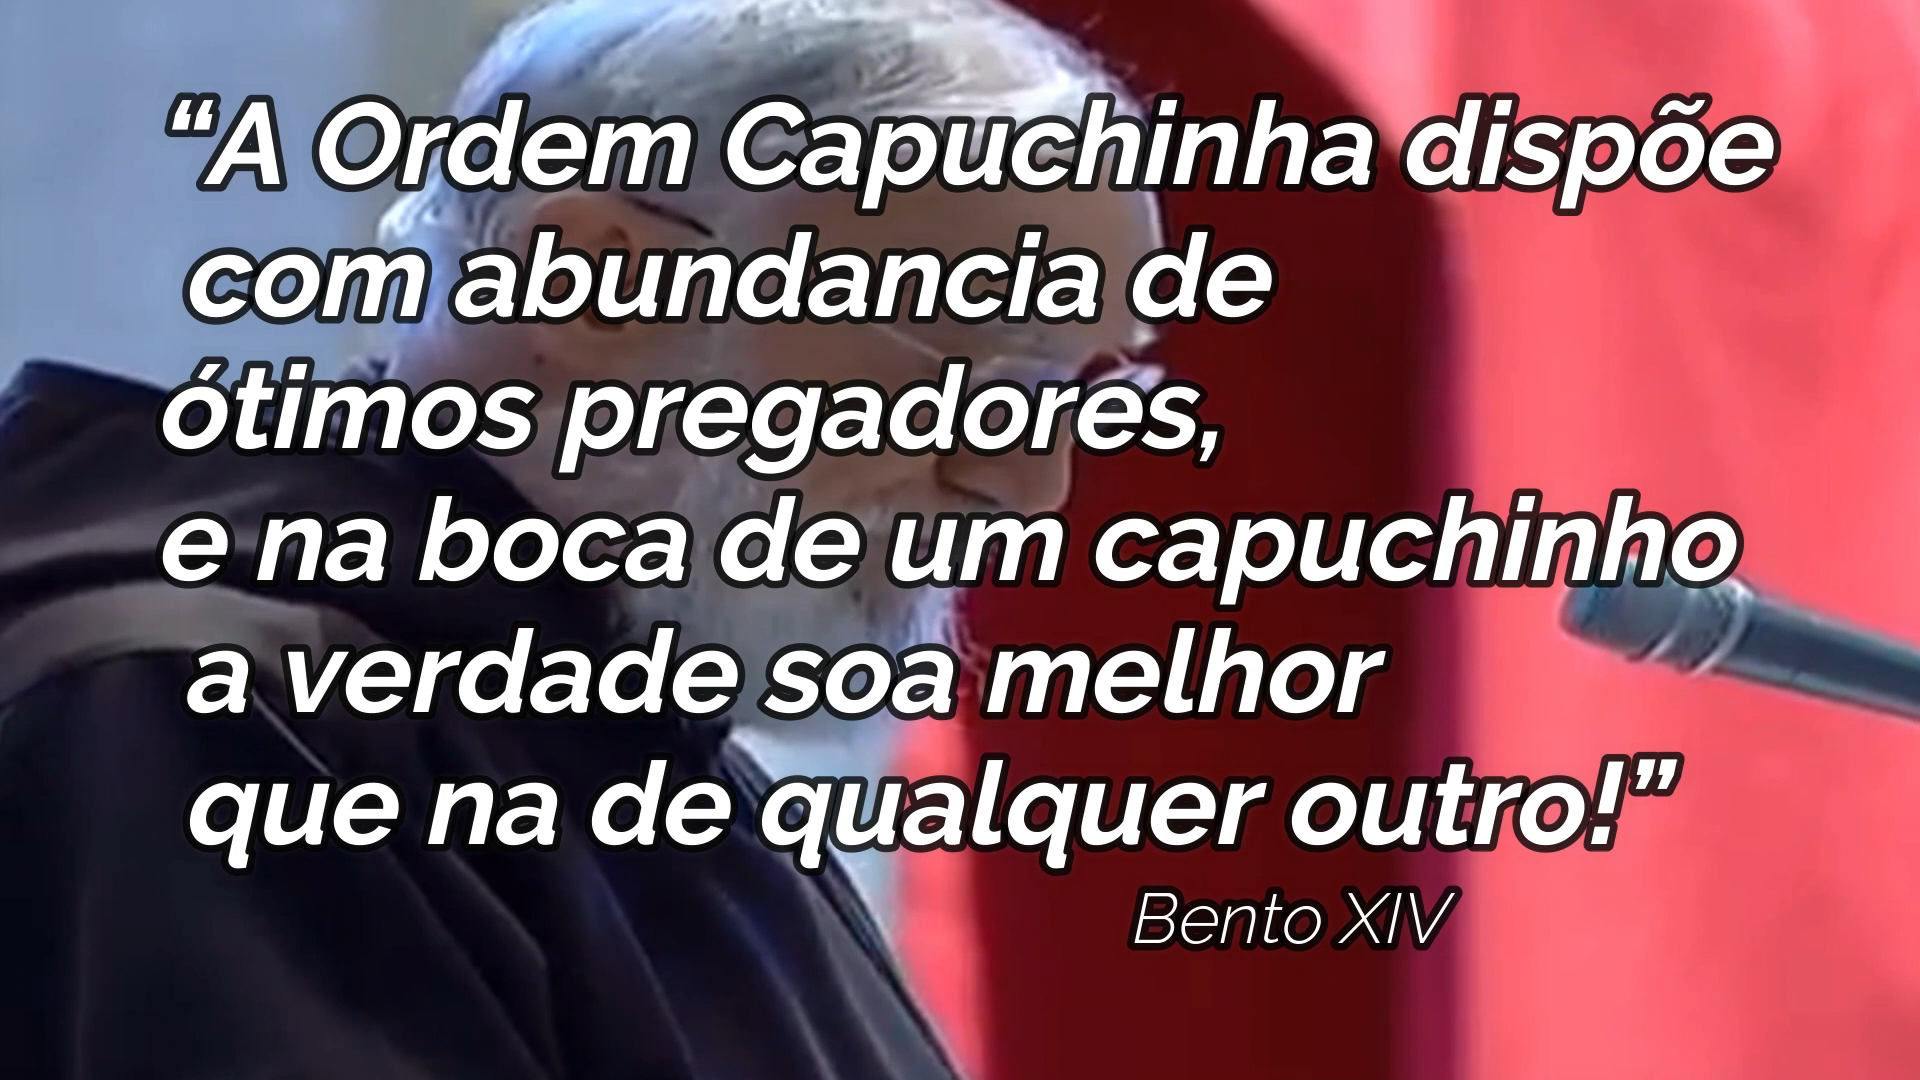 “A Ordem Capuchinha dispõe
com abundancia de
ótimos pregadores,
e na boca de um capuchinho
a verdade soa melhor
que na de qualquer outro!”
Bento XIV